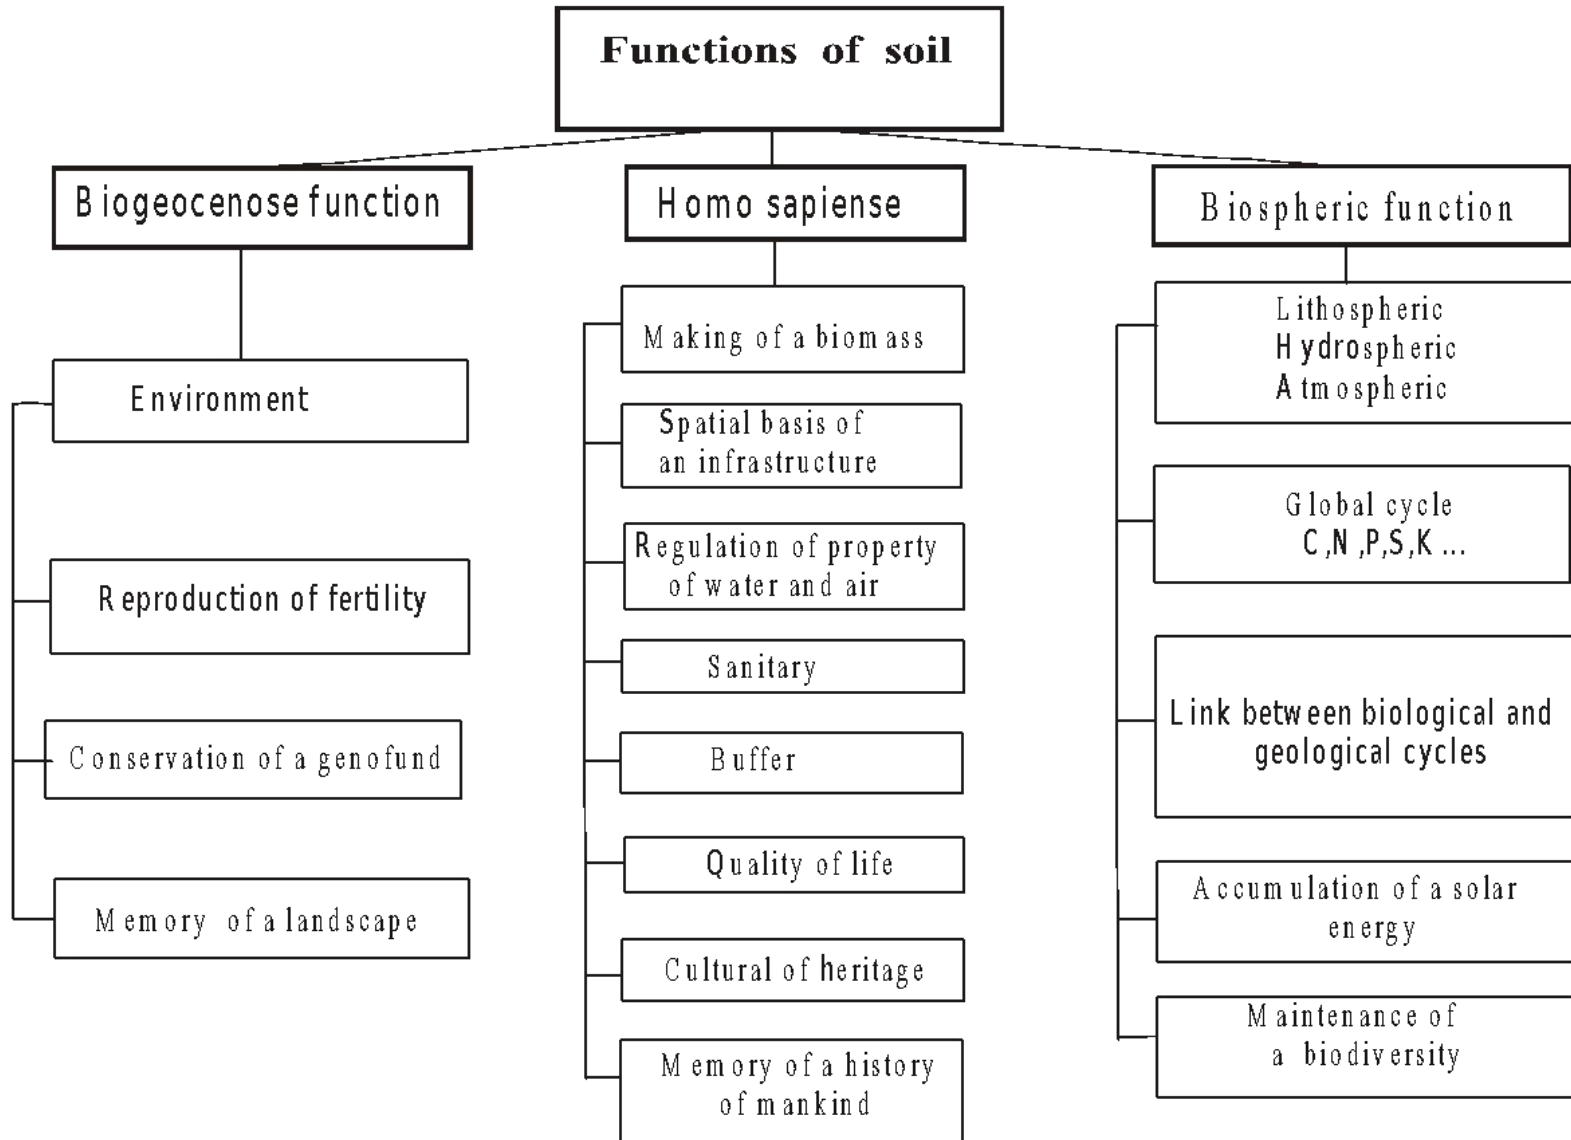 Functions of soil
Biogeocenose function
Environment
Reproduction of fertility
Conservation of a genofund
Memory of a landscape
Homo sapiense
Making of a biomass
Spatial basis of
an infrastructure
Regulation of property
of water and air
Sanitary
Buffer
Quality of life
Cultural of heritage
Memory of a history
of mankind
Biospheric function
Lithospheric
Hydrospheric
Atmospheric
Global cycle
C,N,P,S,K...
Link between biological and
geological cycles
Accumulation of a solar
energy
Maintenance of
a biodiversity